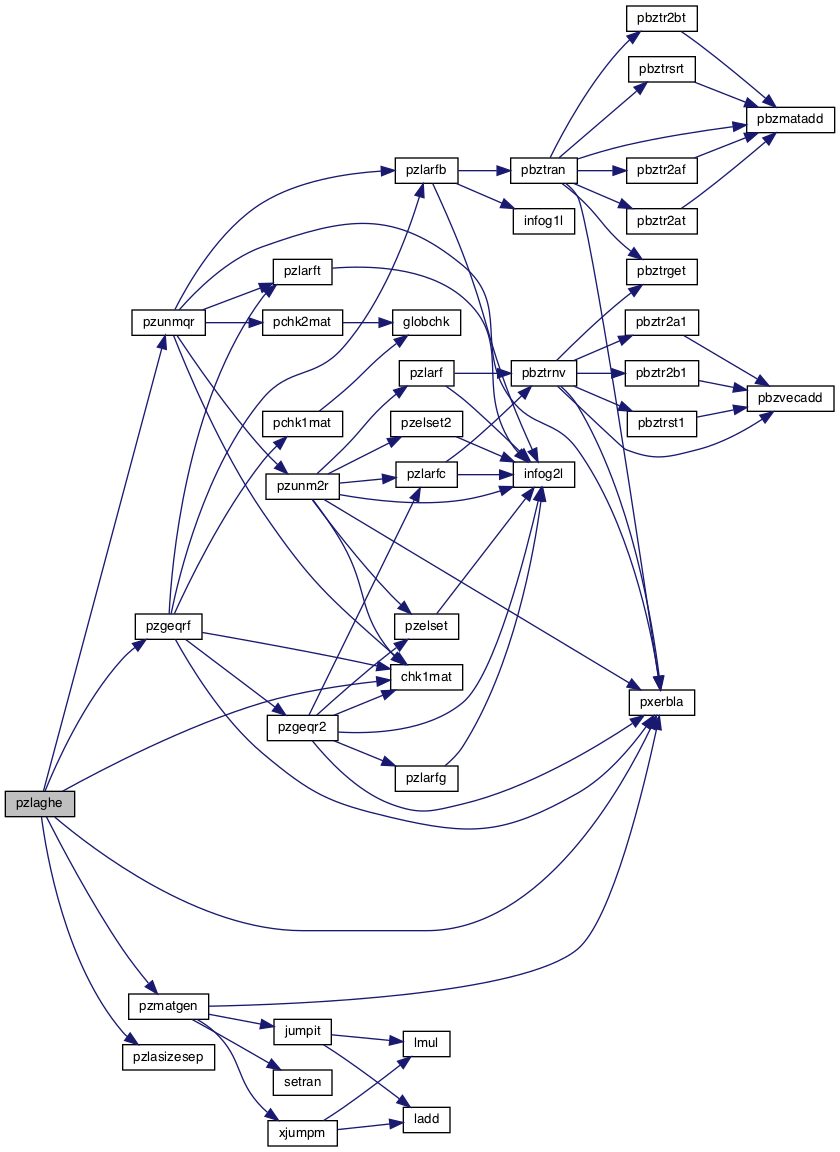 pbztr2bt
pbztrsrt
pbzmatadd
pzlarfb
pbztran
pbztr2af
infog1l
pbztr2at
pzlarft
pbztrget
pzunmqr
pchk2mat
globchk
pbztr2a1
pzlarf
pbztrnv
pbztr2b1
pbzvecadd
pchk1mat
pzelset2
pbztrst1
pzunm2r
pzlarfc
infog2l
pzgeqrf
pzelset
chk1mat
pxerbla
pzgeqr2
pzlarfg
pzlaghe
pzmatgen
jumpit
lmul
pzlasizesep
setran
xjumpm
ladd